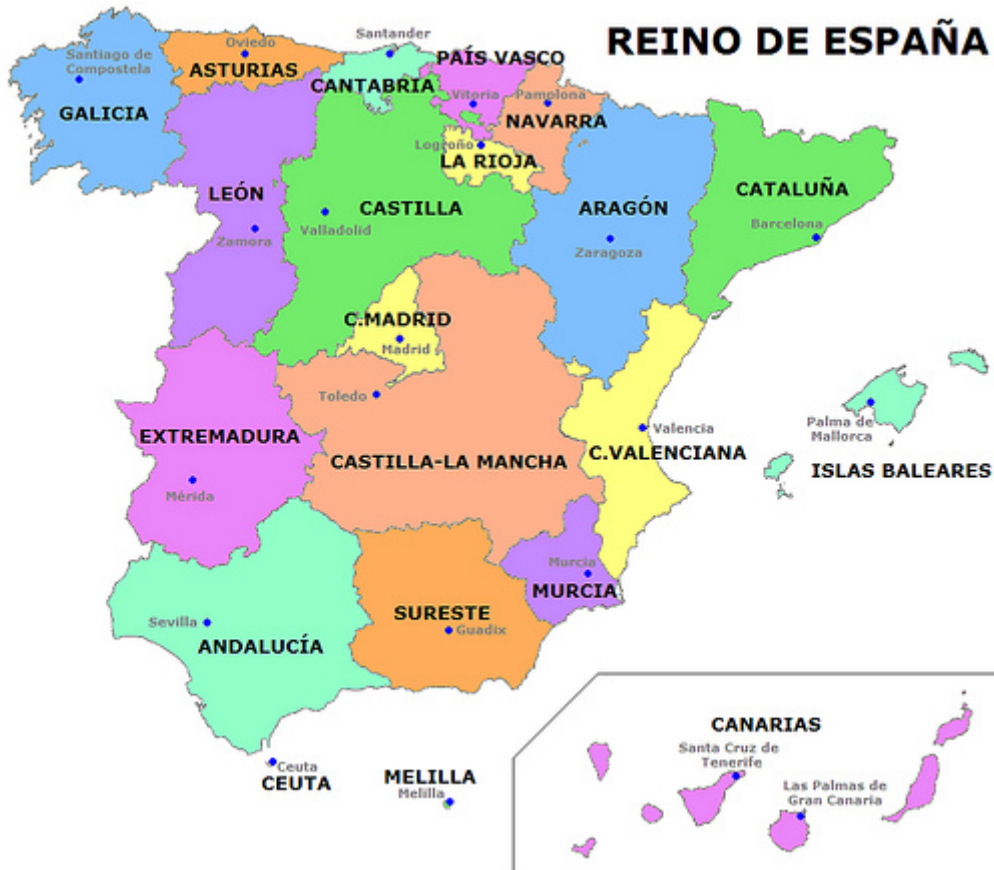 REINO DE ESPAÑA
Santander
Oviedo
Santiago de
Compostela
ASTURIAS
PAÍS VASCO
CANTABRIA
Vitoria
Pamplona
GALICIA
NAVARRA
Logroño
LA RIOJA
LEÓN
CASTILLA
ARAGÓN
CATALUÑA
Zamora
Valladolid
Zaragoza
Barcelona
C.MADRID
Madrid
Toledo
Palma de
Mallorca
EXTREMADURA
Valencia
CASTILLA-LA MANCHA
C.VALENCIANA
ISLAS BALEARES
Mérida
Murcia
MURCIA
Sevilla
SURESTE
Guadix
ANDALUCÍA
Ceuta
CEUTA
MELILLA
Melilla
CANARIAS
Santa Cruz de
Tenerife
Las Palmas de
Gran Canaria